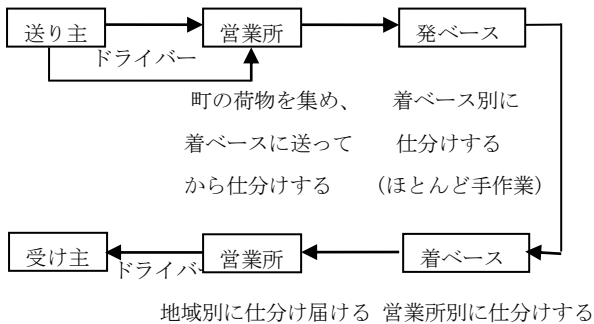 送り主
営業所
発ベース
ドライバー
町の荷物を集め、
着ベースに送って
から仕分けする
着ベース別に
仕分けする
（ほとんど手作業）
受け主
ドライバ
営業所
着ベース
地域別に仕分け届ける
営業所別に仕分けする